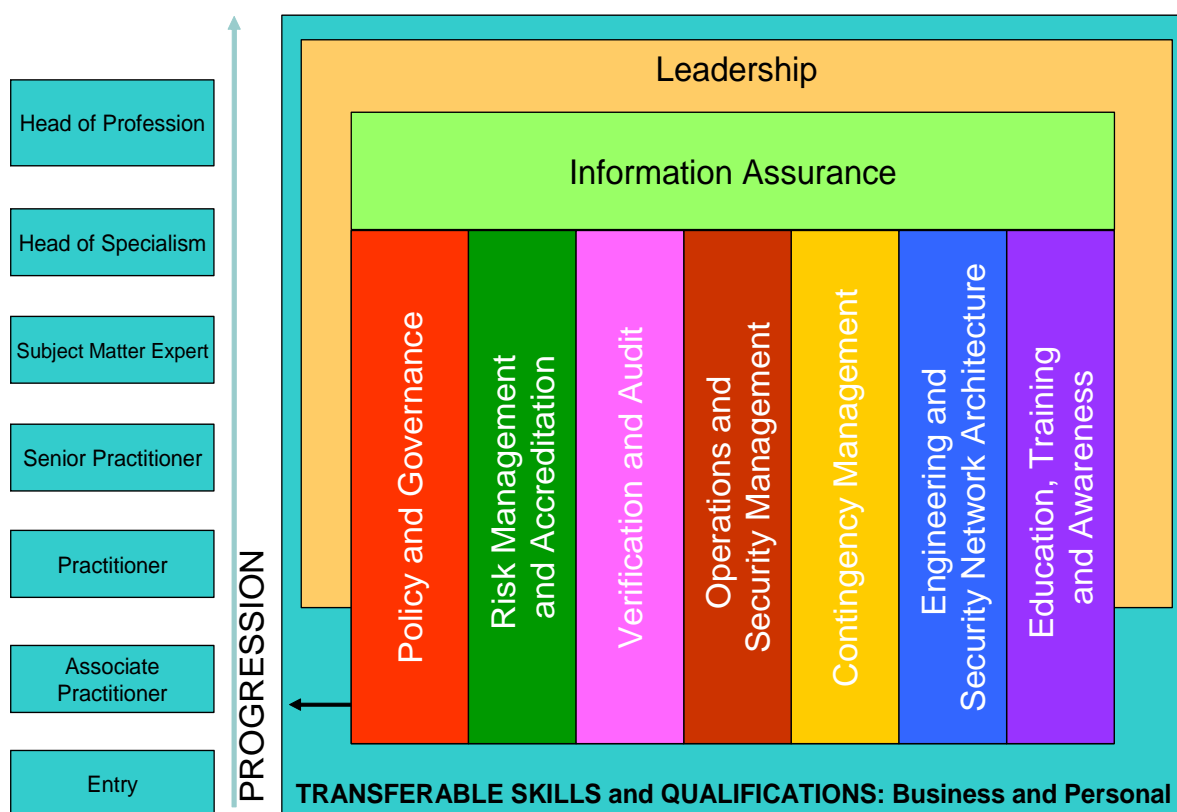 Head of Profession
Head of Specialism
Subject Matter Expert
Senior Practitioner
Practitioner
Associate
Practitioner
Entry
PROGRESSION
Leadership
Information Assurance
Policy and Governance
Risk Management
and Accreditation
Verification and Audit
Operations and
Security Management
Contingency Management
Engineering and
Security Network Architecture
Education, Training
and Awareness
TRANSFERABLE SKILLS and QUALIFICATIONS: Business and Personal